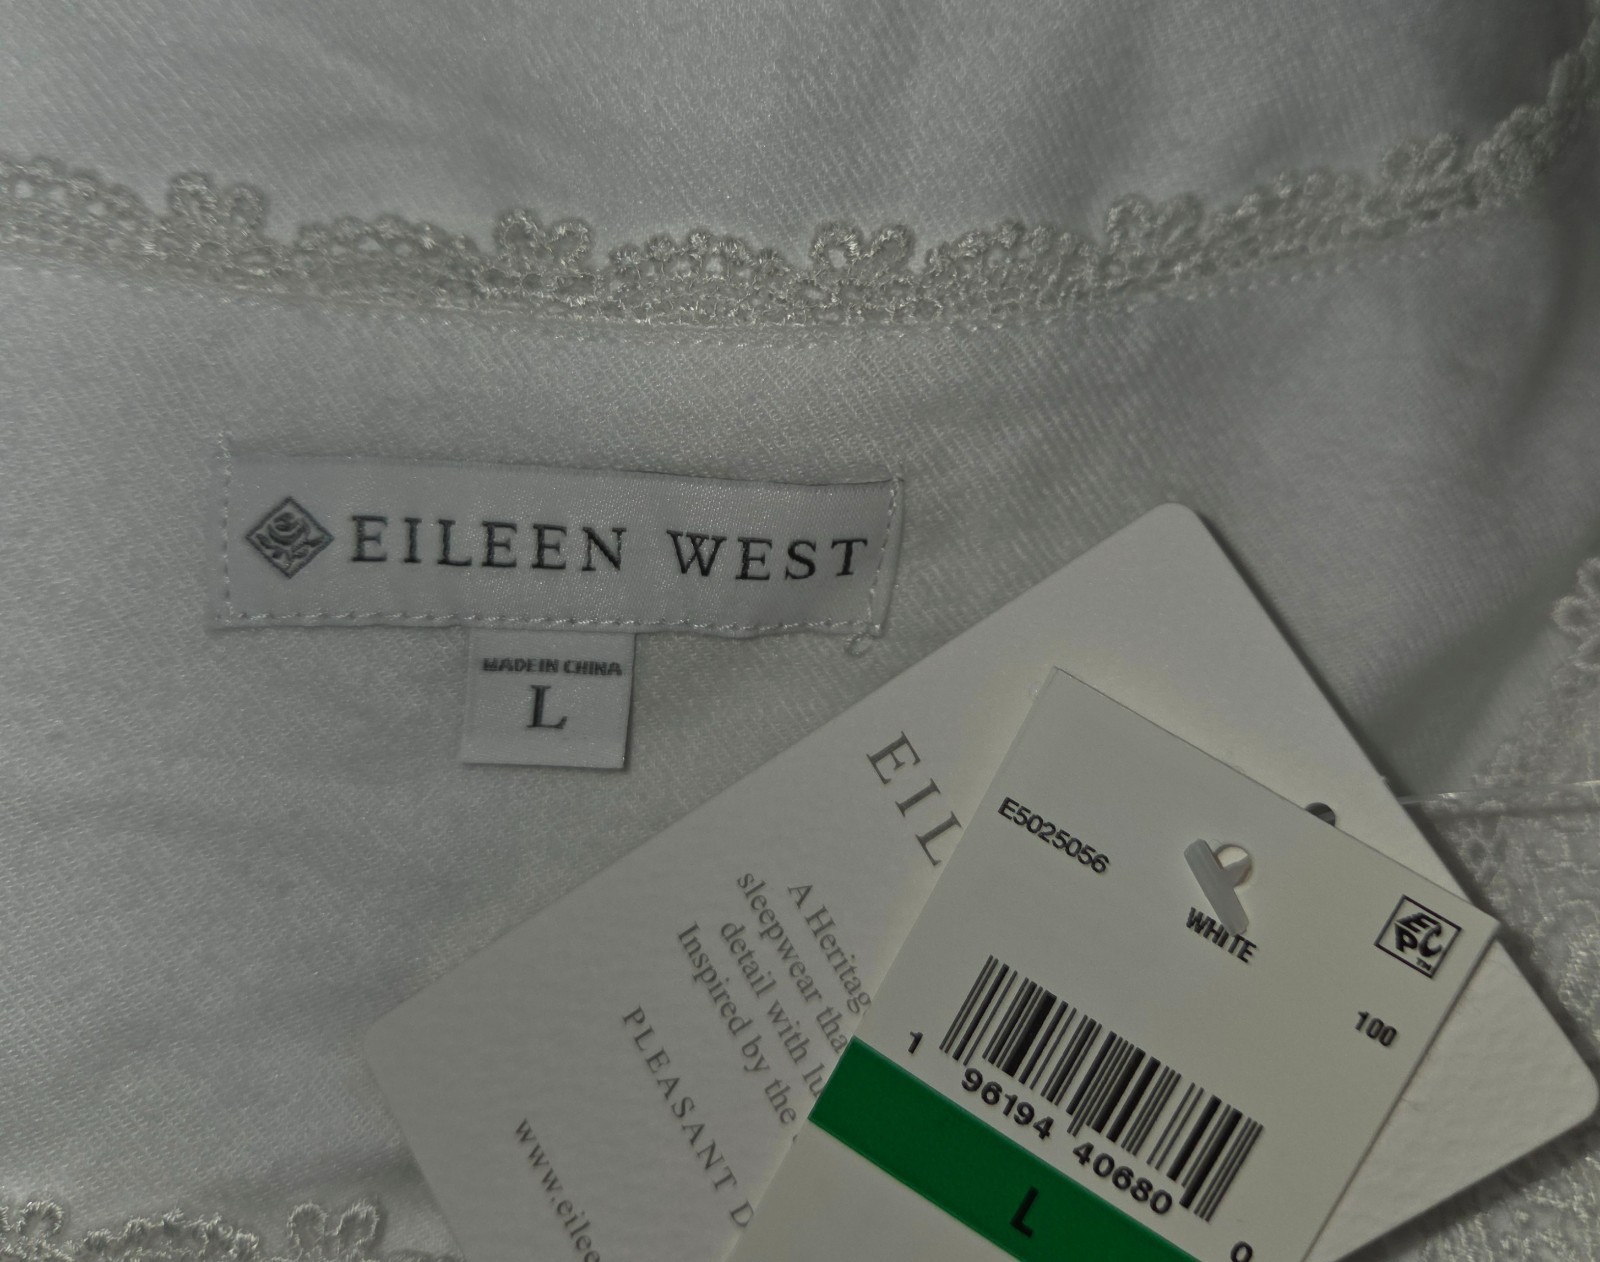 EILEEN WEST
MADE IN CHINA
L
EIL
A Heritag
sleepwear tha
detail with lu
Inspired by the
PLEASANT D
www.eilee
E5025056
WHITE
EPC™
100
1 96194 40680 0
L